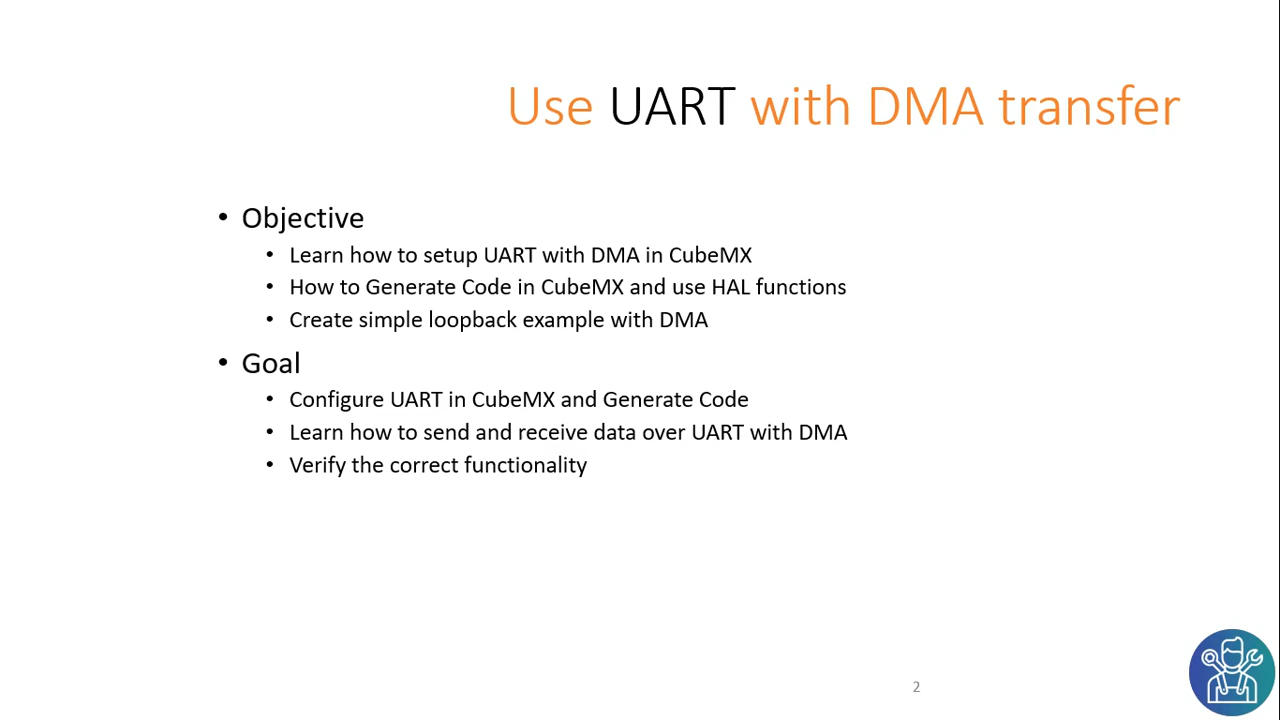 Use UART with DMA transfer
• Objective
• Learn how to setup UART with DMA in CubeMX
• How to Generate Code in CubeMX and use HAL functions
• Create simple loopback example with DMA
• Goal
• Configure UART in CubeMX and Generate Code
• Learn how to send and receive data over UART with DMA
• Verify the correct functionality
2